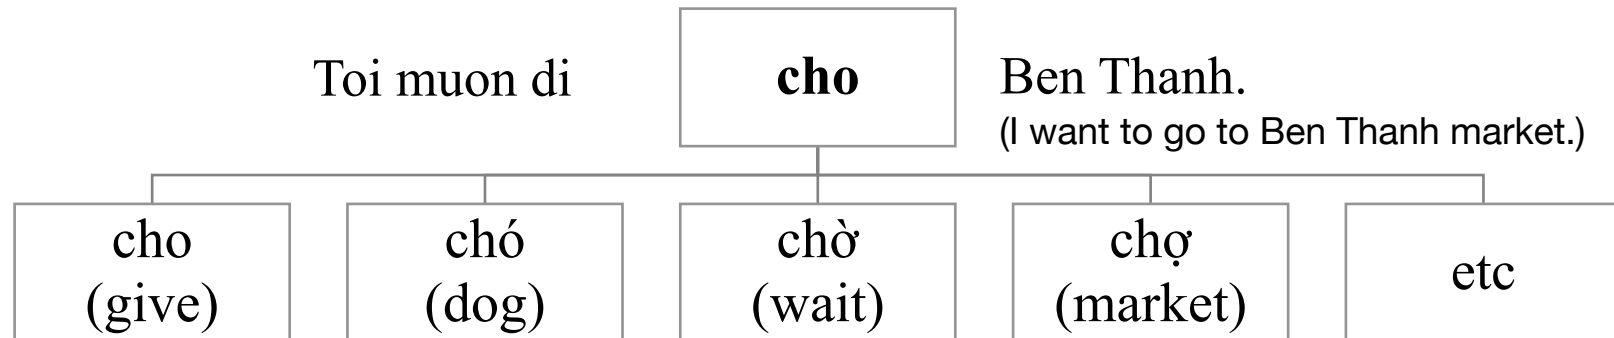 Toi muon di cho Ben Thanh.
(I want to go to Ben Thanh market.)
cho
(give)
chó
(dog)
chờ
(wait)
chợ
(market)
etc